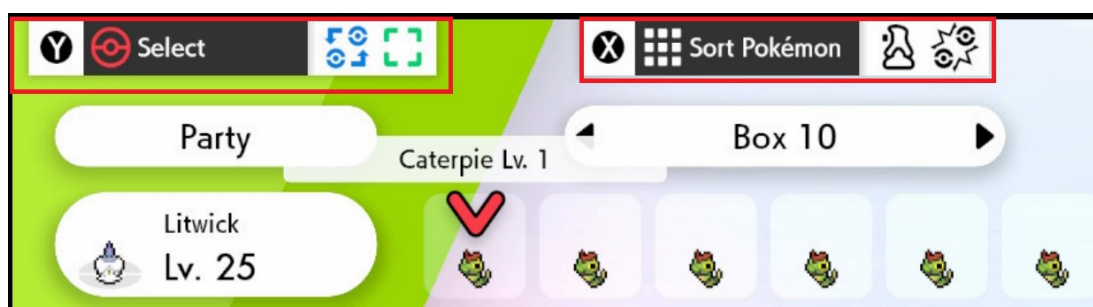 Y Select
X Sort Pokémon
Party
Box 10
Caterpie Lv. 1
Litwick
Lv. 25